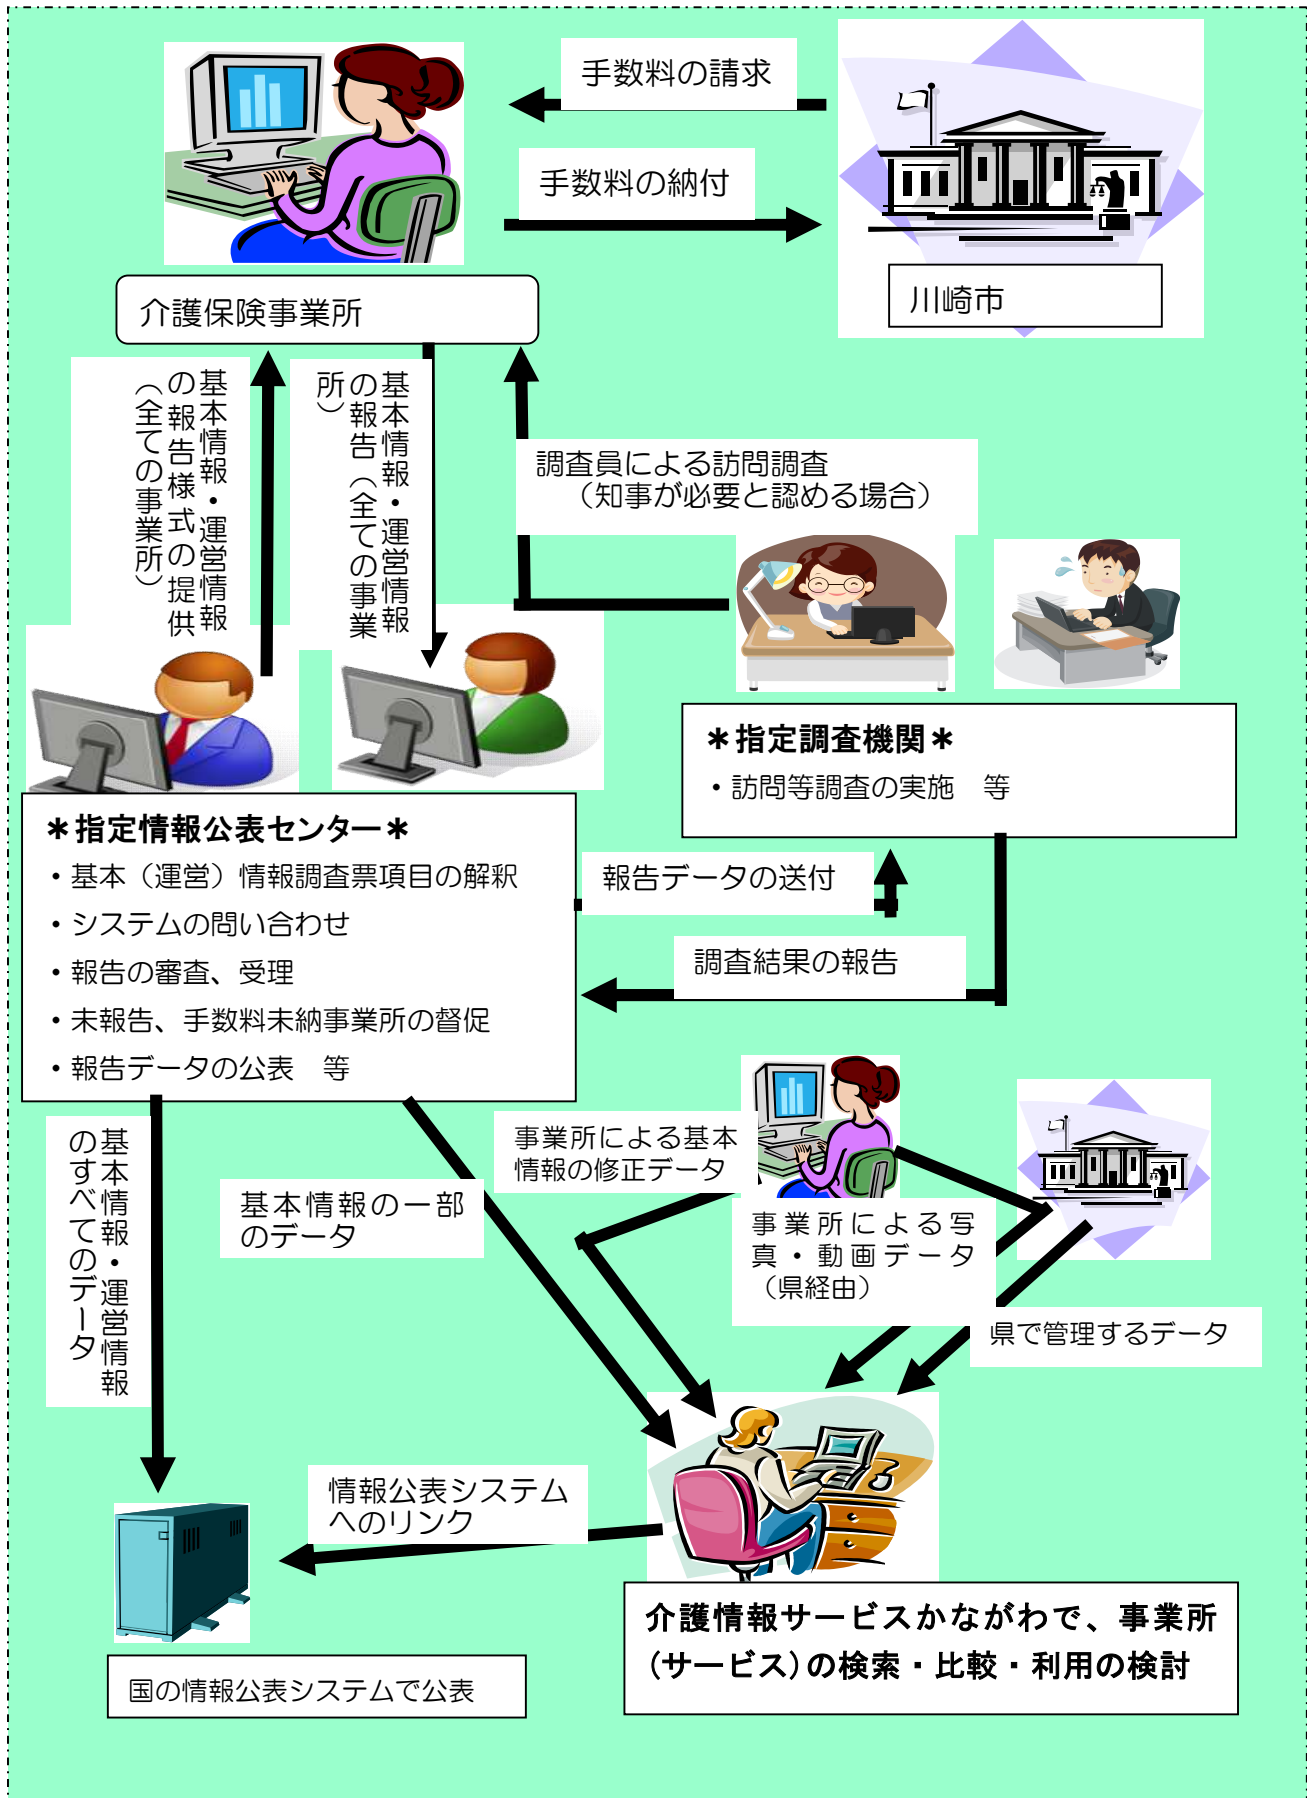 手数料の請求
手数料の納付
介護保険事業所
川崎市
基本情報・運営情報
の報告様式の提供
（全ての事業所）
基本情報・運営情報
の報告（全ての事業
所）
調査員による訪問調査
（知事が必要と認める場合）
＊指定調査機関＊
・訪問等調査の実施　等
＊指定情報公表センター＊
・基本（運営）情報調査票項目の解釈
・システムの問い合わせ
・報告の審査、受理
・未報告、手数料未納事業所の督促
・報告データの公表　等
報告データの送付
調査結果の報告
基本情報・運営情報
のすべてのデータ
基本情報の一部
のデータ
事業所による基本
情報の修正データ
事業所による写
真・動画データ
（県経由）
県で管理するデータ
情報公表システム
へのリンク
国の情報公表システムで公表
介護情報サービスかながわで、事業所
（サービス）の検索・比較・利用の検討